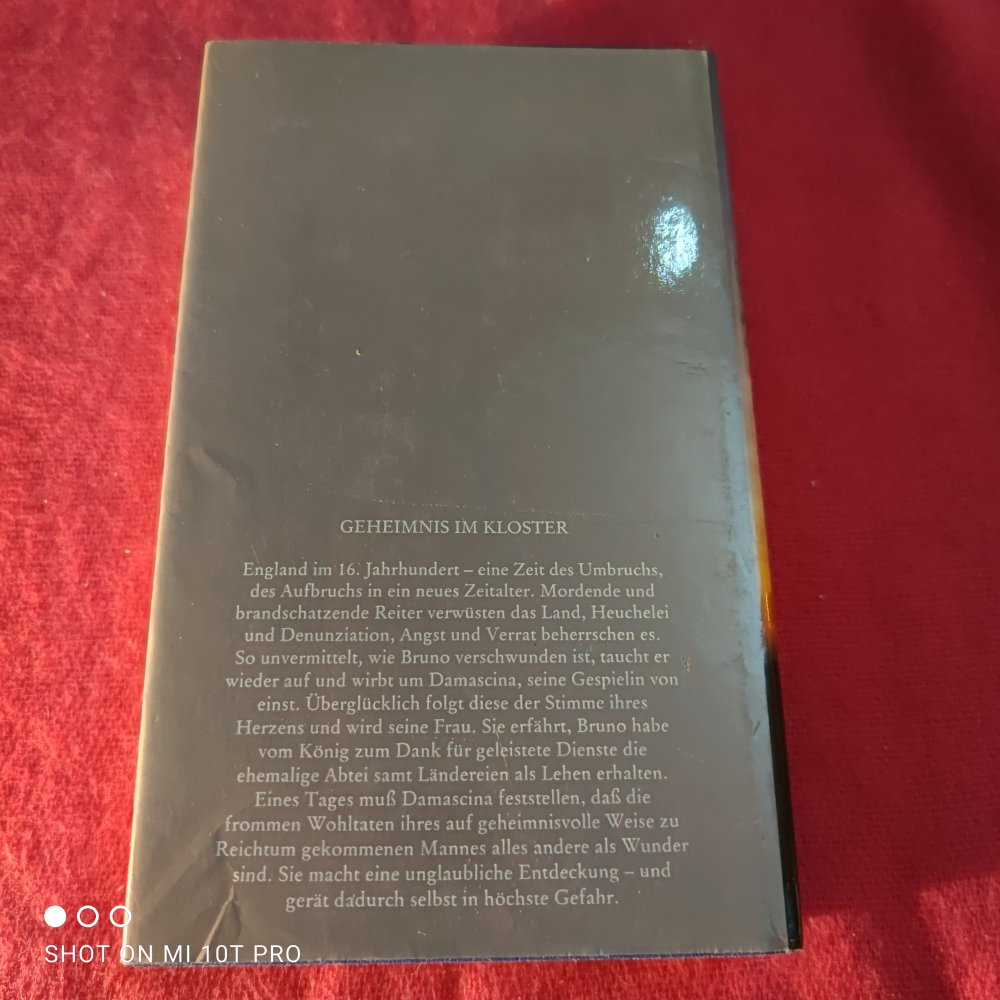 GEHEIMNIS IM KLOSTER
England im 16. Jahrhundert – eine Zeit des Umbruchs,
des Aufbruchs in ein neues Zeitalter. Mordende und
brandschatzende Reiter verwüsten das Land, Heuchelei
und Denunziation, Angst und Verrat beherrschen es.
So unvermittelt, wie Bruno verschwunden ist, taucht er
wieder auf und wirbt um Damascina, seine Gespielin von
einst. Überglücklich folgt diese der Stimme ihres
Herzens und wird seine Frau. Sie erfährt, Bruno habe
vom König zum Dank für geleistete Dienste die
ehemalige Abtei samt Ländereien als Lehen erhalten.
Eines Tages muß Damascina feststellen, daß die
frommen Wohltaten ihres auf geheimnisvolle Weise zu
Reichtum gekommenen Mannes alles andere als Wunder
sind. Sie macht eine unglaubliche Entdeckung – und
gerät dadurch selbst in höchste Gefahr.
SHOT ON MI 10T PRO